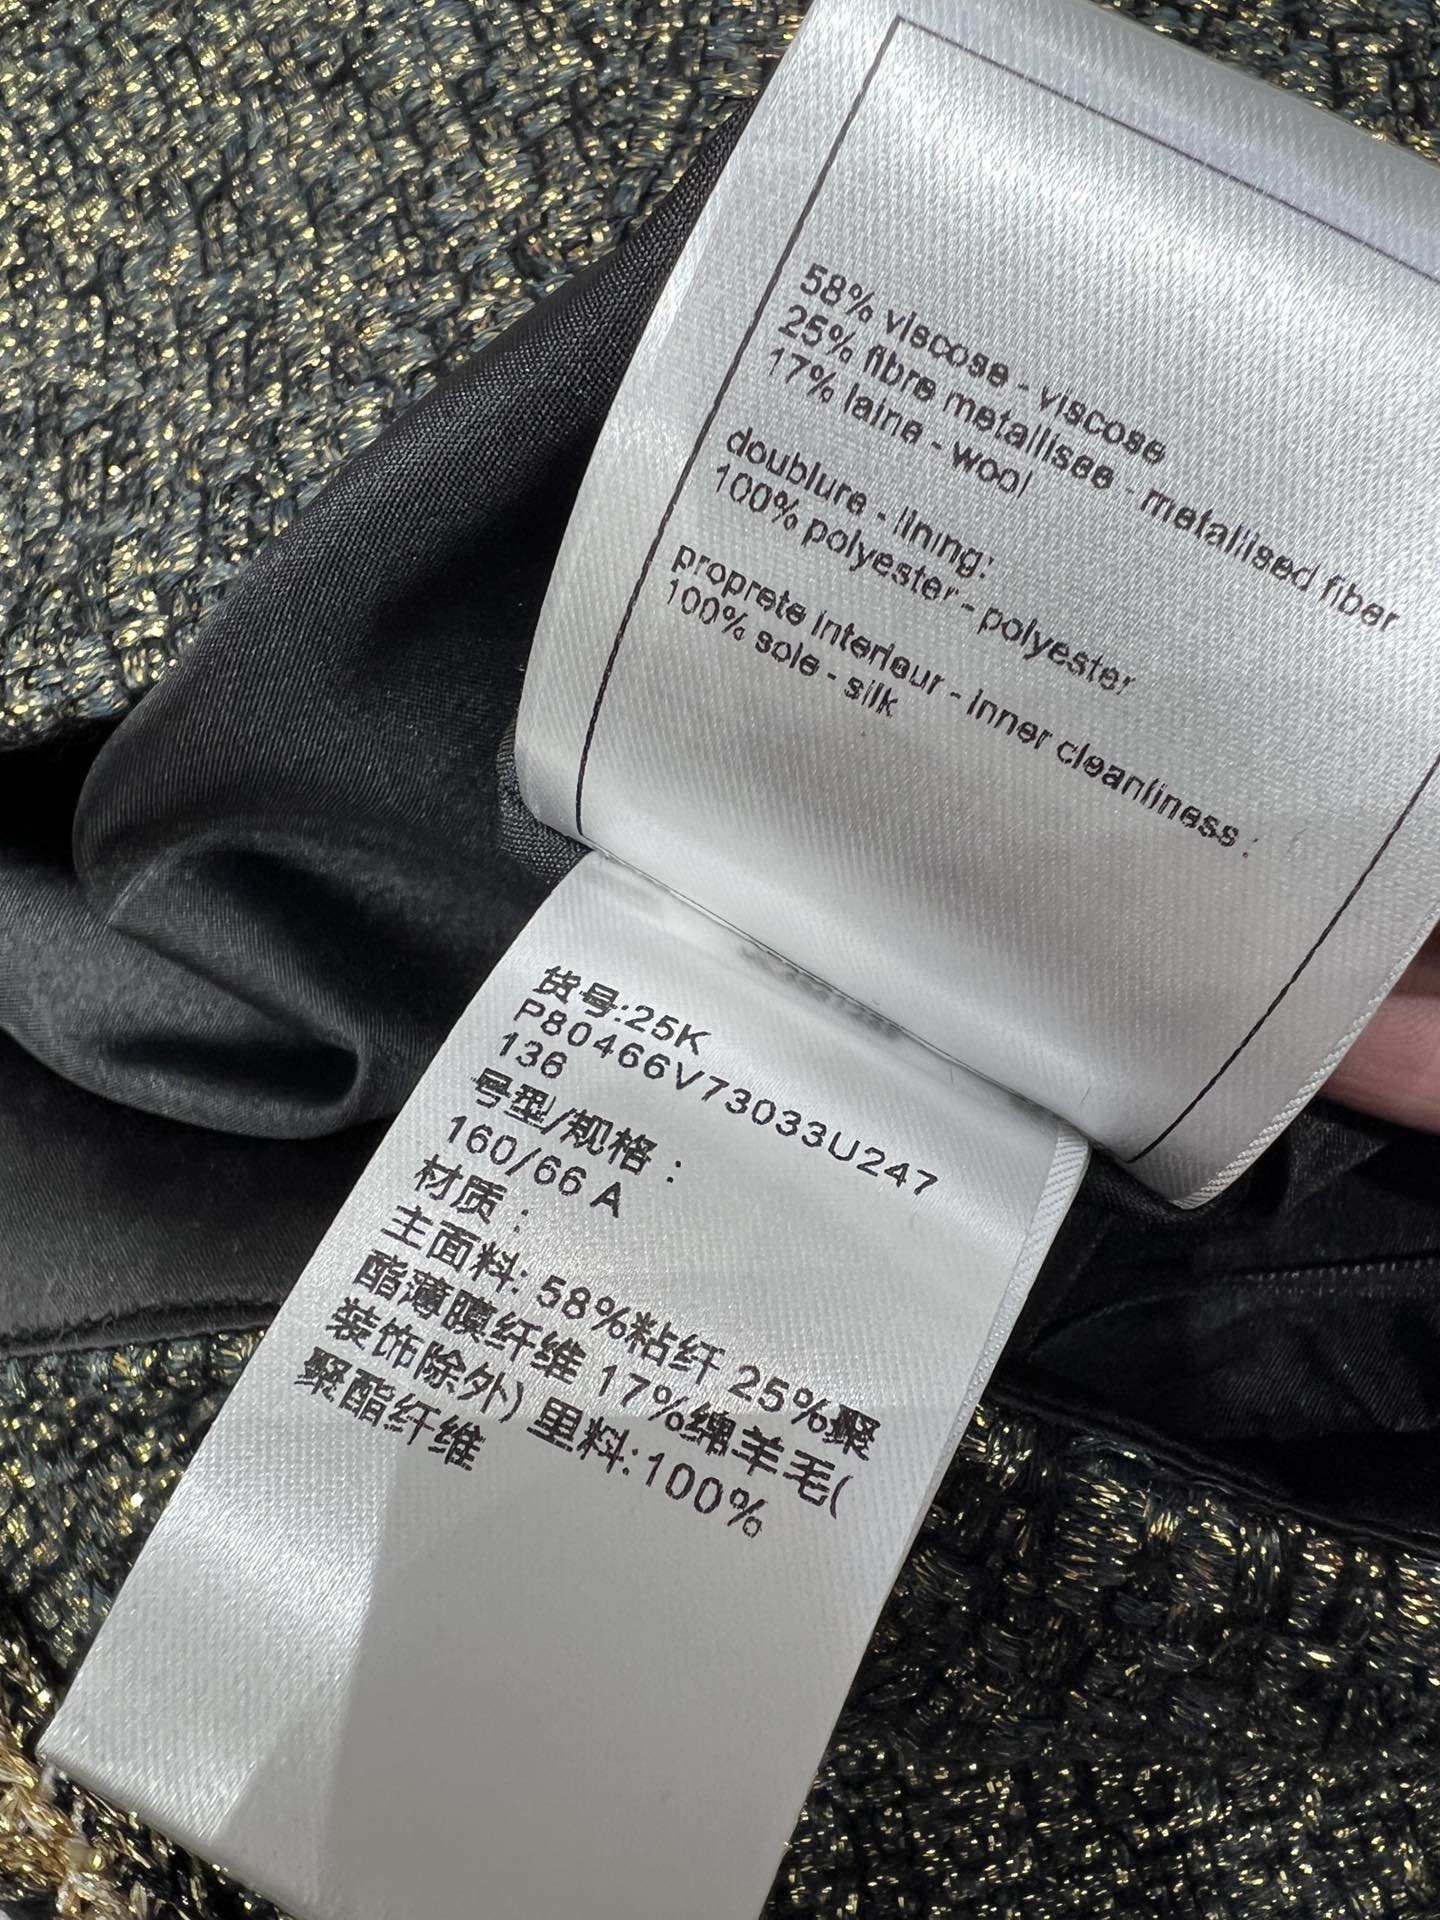 58% viscose - viscose
25% fibre metallisee - metallised fiber
17% laine - wool
doublure - lining:
100% polyester - polyester
proprete interieur - inner cleanliness :
100% soie - silk
货号:25K
P80466V73033U247
136
号型/规格：
160/66 A
材质：
主面料: 58%粘纤 25%聚
酯薄膜纤维 17%绵羊毛(
装饰除外) 里料:100%
聚酯纤维